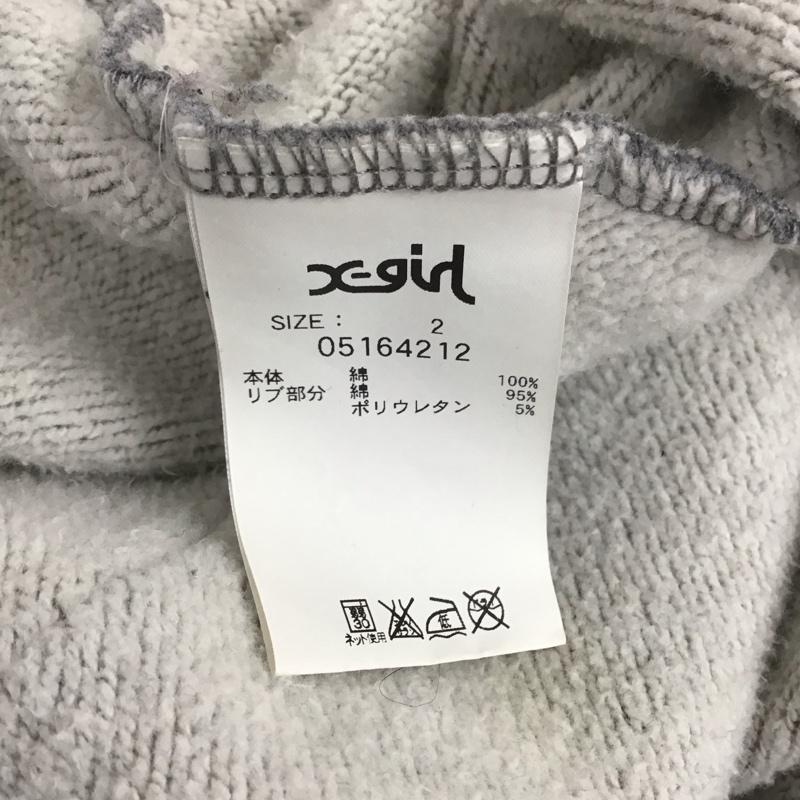 X-girl
SIZE : 2
05164212
本体 綿 100%
リブ部分 綿 95%
ポリウレタン 5%
30 低
ネット使用